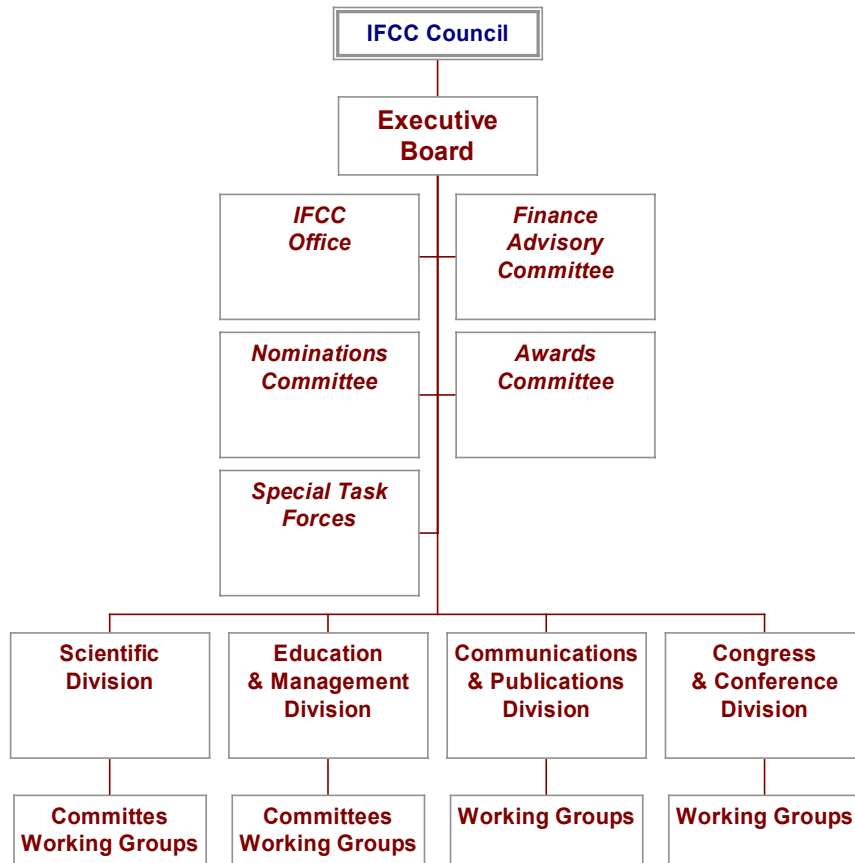 IFCC Council
Executive
Board
IFCC
Office
Finance
Advisory
Committee
Nominations
Committee
Awards
Committee
Special Task
Forces
Scientific
Division
Education
& Management
Division
Communications
& Publications
Division
Congress
& Conference
Division
Committes
Working Groups
Committees
Working Groups
Working Groups
Working Groups